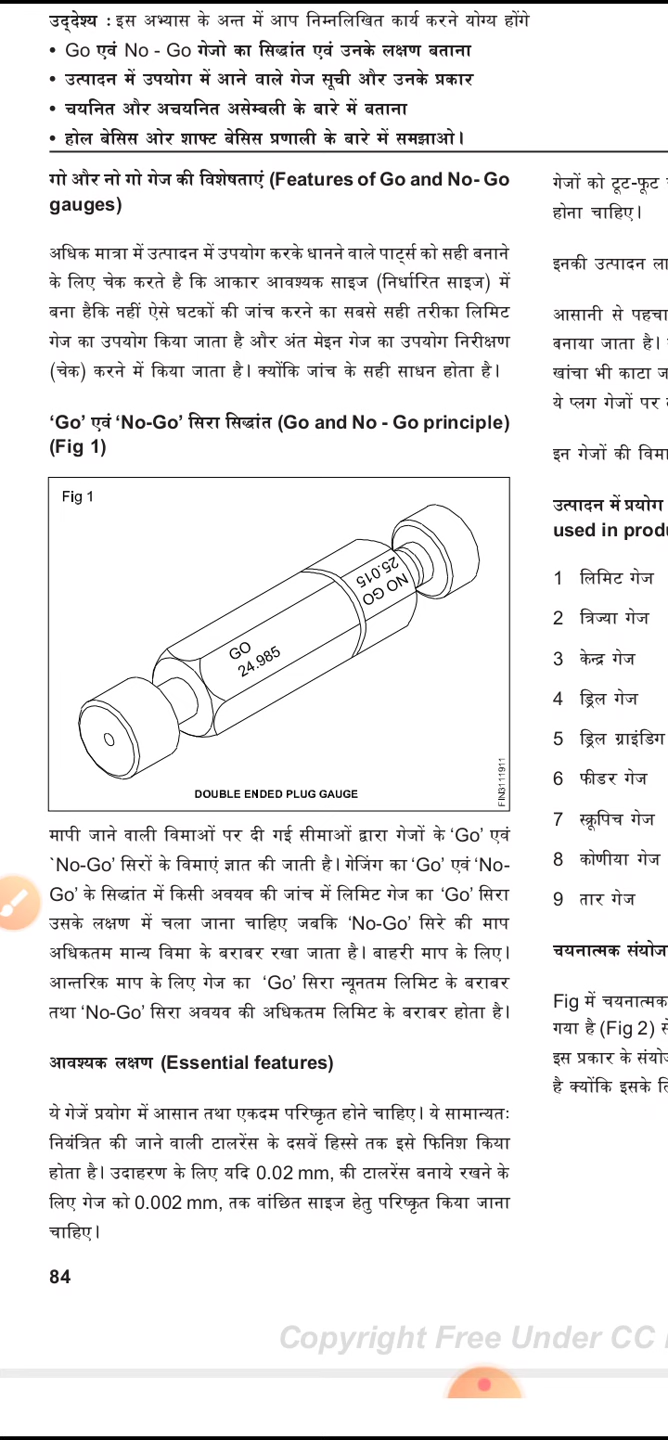 उद्देश्य : इस अभ्यास के अन्त में आप निम्नलिखित कार्य करने योग्य होंगे
• Go एवं No - Go गेजो का सिद्धांत एवं उनके लक्षण बताना
• उत्पादन में उपयोग में आने वाले गेज सूची और उनके प्रकार
• चयनित और अचयनित असेम्बली के बारे में बताना
• होल बेसिस ओर शाफ्ट बेसिस प्रणाली के बारे में समझाओ।
गो और नो गो गेज की विशेषताएं (Features of Go and No- Go
gauges)
अधिक मात्रा में उत्पादन में उपयोग करके धानने वाले पार्ट्स को सही बनाने
के लिए चेक करते है कि आकार आवश्यक साइज (निर्धारित साइज) में
बना हैकि नहीं ऐसे घटकों की जांच करने का सबसे सही तरीका लिमिट
गेज का उपयोग किया जाता है और अंत मेइन गेज का उपयोग निरीक्षण
(चेक) करने में किया जाता है। क्योंकि जांच के सही साधन होता है।
‘Go’ एवं ‘No-Go’ सिरा सिद्धांत (Go and No - Go principle)
(Fig 1)
Fig 1
NO GO
25.015
GO
24.985
DOUBLE ENDED PLUG GAUGE
FIN3111911
मापी जाने वाली विमाओं पर दी गई सीमाओं द्वारा गेजों के ‘Go’ एवं
`No-Go’ सिरों के विमाएं ज्ञात की जाती है। गेजिंग का ‘Go’ एवं ‘No-
Go’ के सिद्धांत में किसी अवयव की जांच में लिमिट गेज का ‘Go’ सिरा
उसके लक्षण में चला जाना चाहिए जबकि ‘No-Go’ सिरे की माप
अधिकतम मान्य विमा के बराबर रखा जाता है। बाहरी माप के लिए।
आन्तरिक माप के लिए गेज का ‘Go’ सिरा न्यूनतम लिमिट के बराबर
तथा ‘No-Go’ सिरा अवयव की अधिकतम लिमिट के बराबर होता है।
आवश्यक लक्षण (Essential features)
ये गेजें प्रयोग में आसान तथा एकदम परिष्कृत होने चाहिए। ये सामान्यतः
नियंत्रित की जाने वाली टालरेंस के दसवें हिस्से तक इसे फिनिश किया
होता है। उदाहरण के लिए यदि 0.02 mm, की टालरेंस बनाये रखने के
लिए गेज को 0.002 mm, तक वांछित साइज हेतु परिष्कृत किया जाना
चाहिए।
84
गेजों को टूट-फूट
होना चाहिए।
इनकी उत्पादन ला
आसानी से पहचा
बनाया जाता है।
खांचा भी काटा ज
ये प्लग गेजों पर
इन गेजों की विमा
उत्पादन में प्रयोग
used in produ
1 लिमिट गेज
2 त्रिज्या गेज
3 केन्द्र गेज
4 ड्रिल गेज
5 ड्रिल ग्राइंडिग
6 फीडर गेज
7 स्क्रूपिच गेज
8 कोणीया गेज
9 तार गेज
चयनात्मक संयोज
Fig में चयनात्मक
गया है (Fig 2)
इस प्रकार के संयोज
है क्योंकि इसके
Copyright Free Under CC